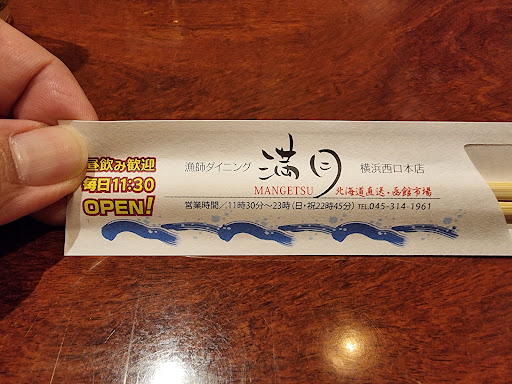 昼飲み歓迎
毎日11:30
OPEN!
漁師ダイニング 満月 横浜西口本店
MANGETSU 北海道直送・函館市場
営業時間/11時30分〜23時(日・祝22時45分) TEL.045-314-1961